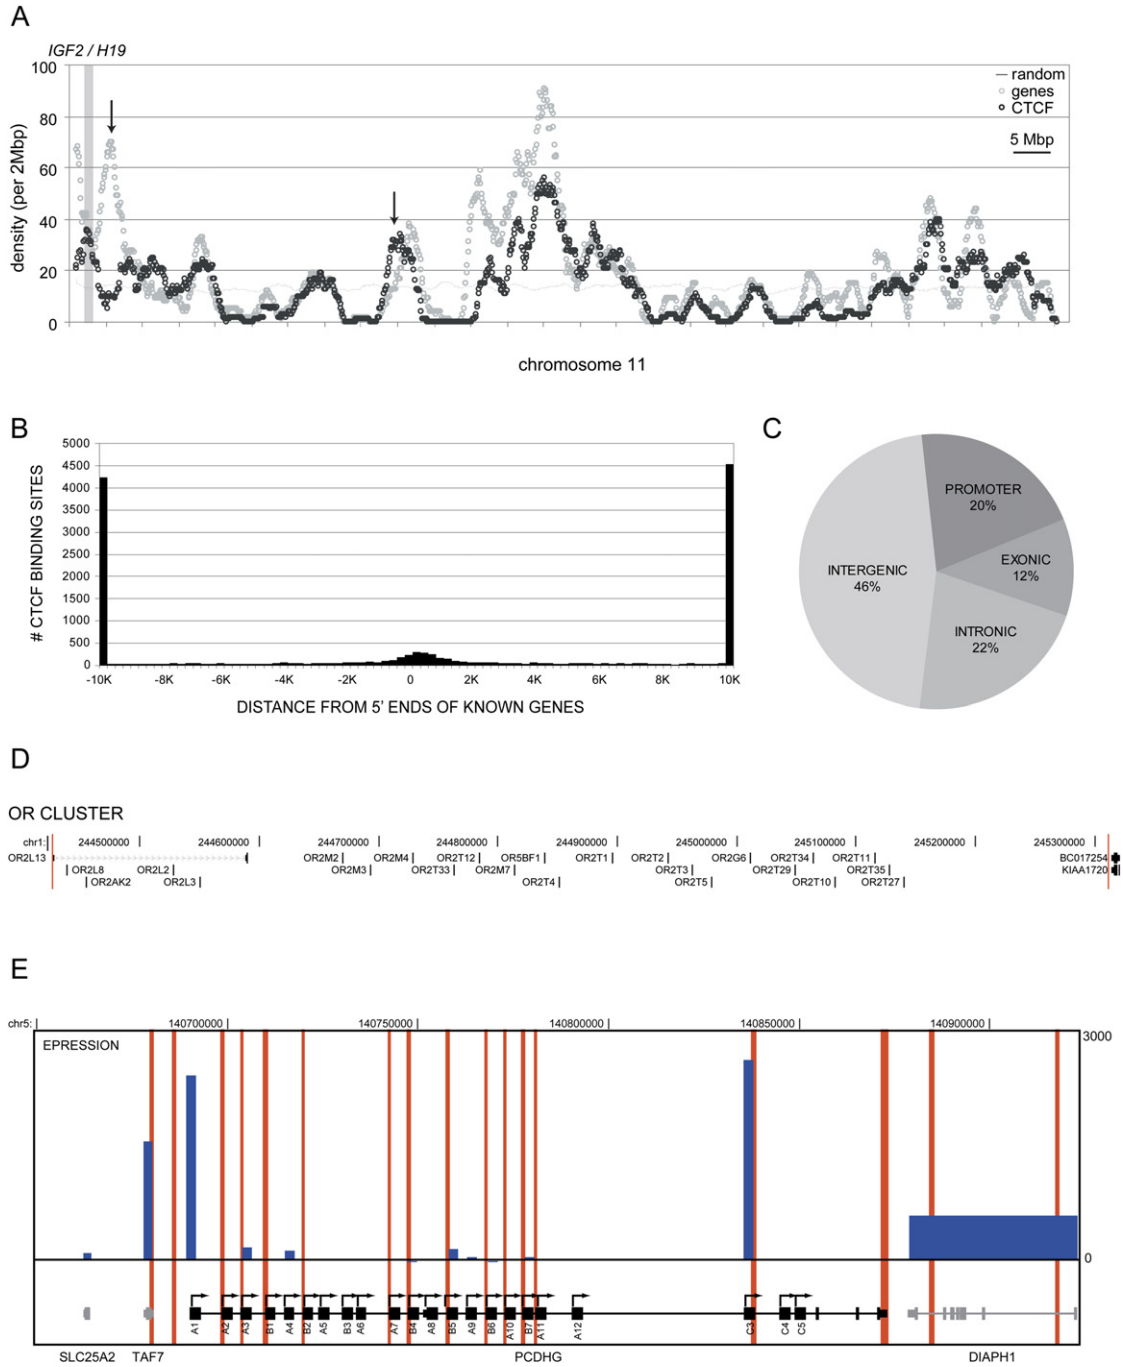 A
IGF2 / H19
100
80
60
40
20
0
density (per 2Mbp)
random
genes
CTCF
5 Mbp
chromosome 11
B
5000
4500
4000
3500
3000
2500
2000
1500
1000
500
0
# CTCF BINDING SITES
-10K -8K -6K -4K -2K 0 2K 4K 6K 8K 10K
DISTANCE FROM 5' ENDS OF KNOWN GENES
C
PROMOTER
20%
EXONIC
12%
INTRONIC
22%
INTERGENIC
46%
D
OR CLUSTER
chr1: 244500000 244600000 244700000 244800000 244900000 245000000 245100000 245200000 245300000
OR2L13 OR2M2 OR2M4 OR2T12 OR5BF1 OR2T1 OR2T2 OR2G6 OR2T34 OR2T11 BC017254
OR2L8 OR2L2 OR2M3 OR2T33 OR2M7 OR2T3 OR2T29 OR2T35 KIAA1720
OR2AK2 OR2L3 OR2T4 OR2T5 OR2T10 OR2T27
E
chr5: 140700000 140750000 140800000 140850000 140900000
EPRESSION
3000
0
A1 A2 A3 B1 A4 B2 A5 B3 A6 A7 B4 A8 B5 A9 B6 A10 B7 A11 A12 C3 C4 C5
SLC25A2 TAF7 PCDHG DIAPH1